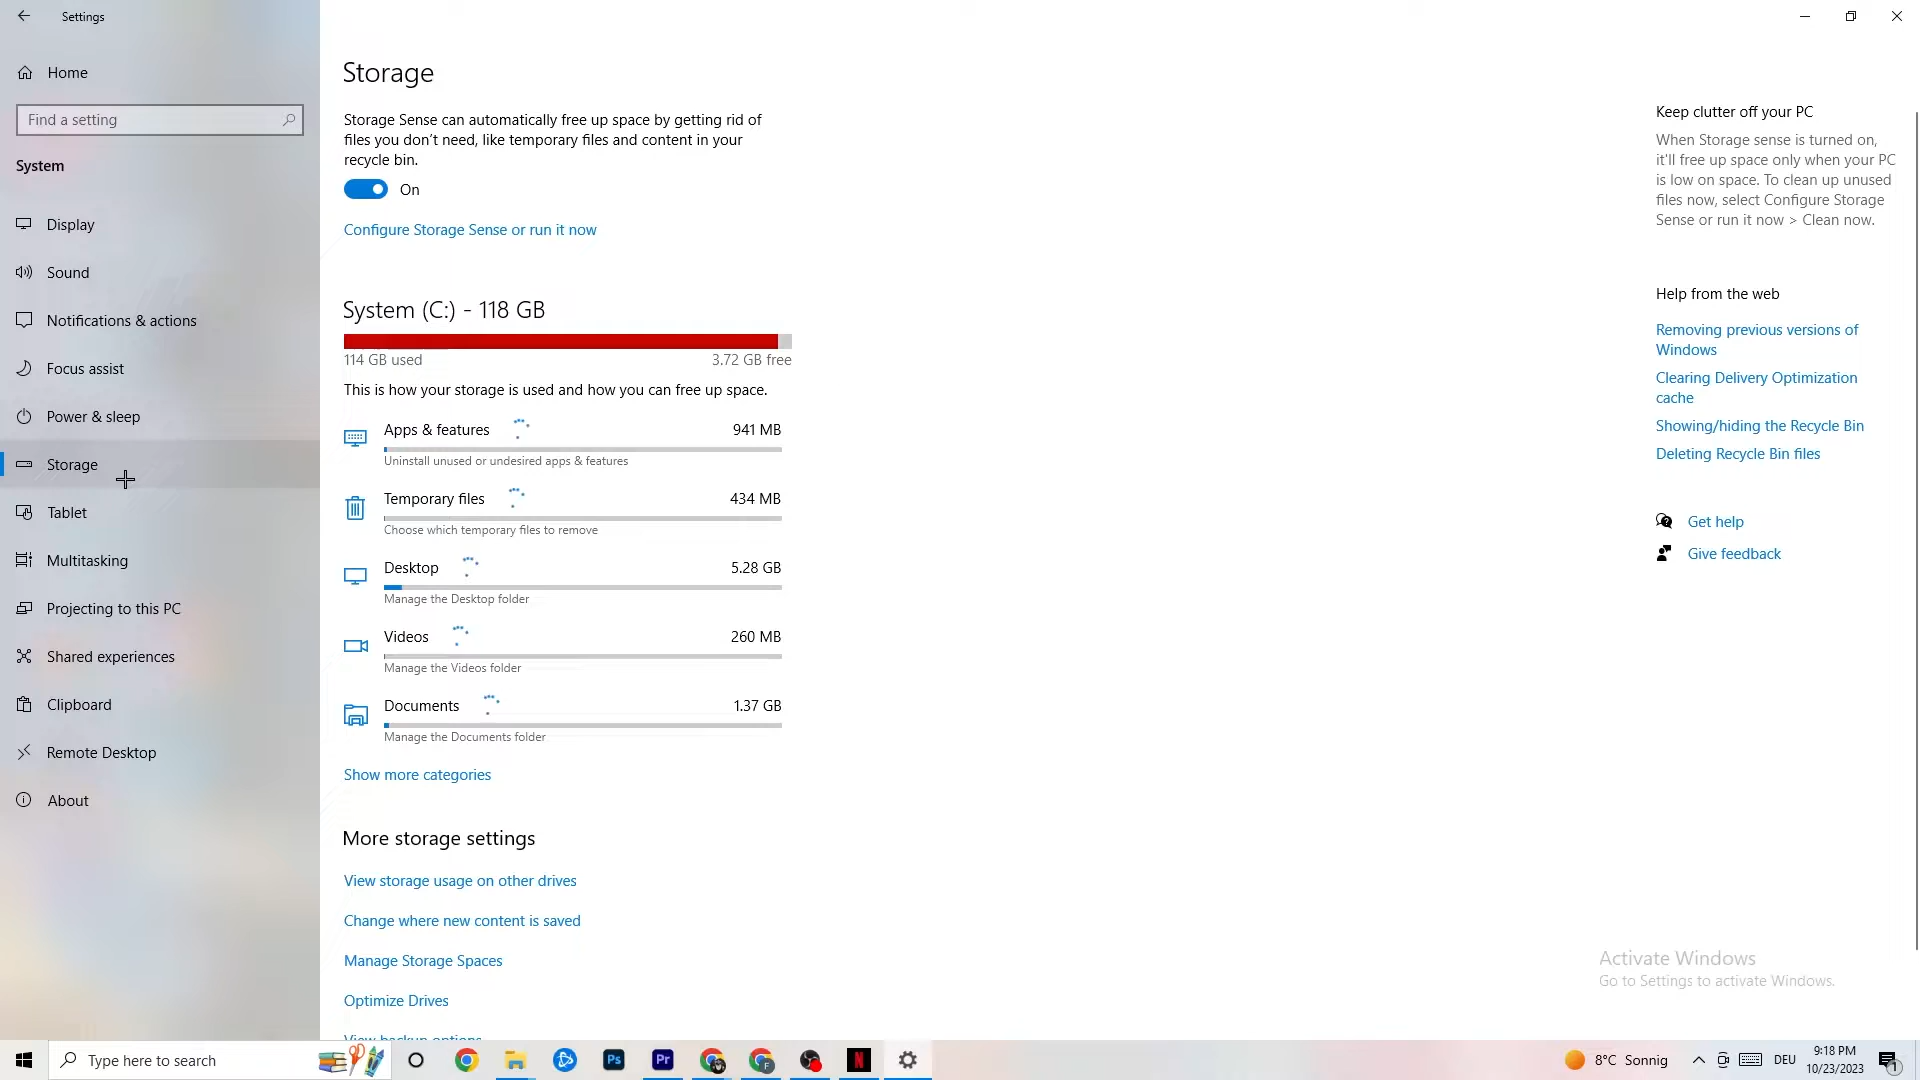 Settings
Home
Find a setting
System
Display
Sound
Notifications & actions
Focus assist
Power & sleep
Storage
Tablet
Multitasking
Projecting to this PC
Shared experiences
Clipboard
Remote Desktop
About
Storage
Storage Sense can automatically free up space by getting rid of
files you don't need, like temporary files and content in your
recycle bin.
On
Configure Storage Sense or run it now
System (C:) - 118 GB
114 GB used 3.72 GB free
This is how your storage is used and how you can free up space.
Apps & features 941 MB
Uninstall unused or undesired apps & features
Temporary files 434 MB
Choose which temporary files to remove
Desktop 5.28 GB
Manage the Desktop folder
Videos 260 MB
Manage the Videos folder
Documents 1.37 GB
Manage the Documents folder
Show more categories
More storage settings
View storage usage on other drives
Change where new content is saved
Manage Storage Spaces
Optimize Drives
View backup options
Keep clutter off your PC
When Storage sense is turned on,
it'll free up space only when your PC
is low on space. To clean up unused
files now, select Configure Storage
Sense or run it now > Clean now.
Help from the web
Removing previous versions of
Windows
Clearing Delivery Optimization
cache
Showing/hiding the Recycle Bin
Deleting Recycle Bin files
Get help
Give feedback
Activate Windows
Go to Settings to activate Windows.
Type here to search
Ps
Pr
F
N
8°C Sonnig
DEU
9:18 PM
10/23/2023
1